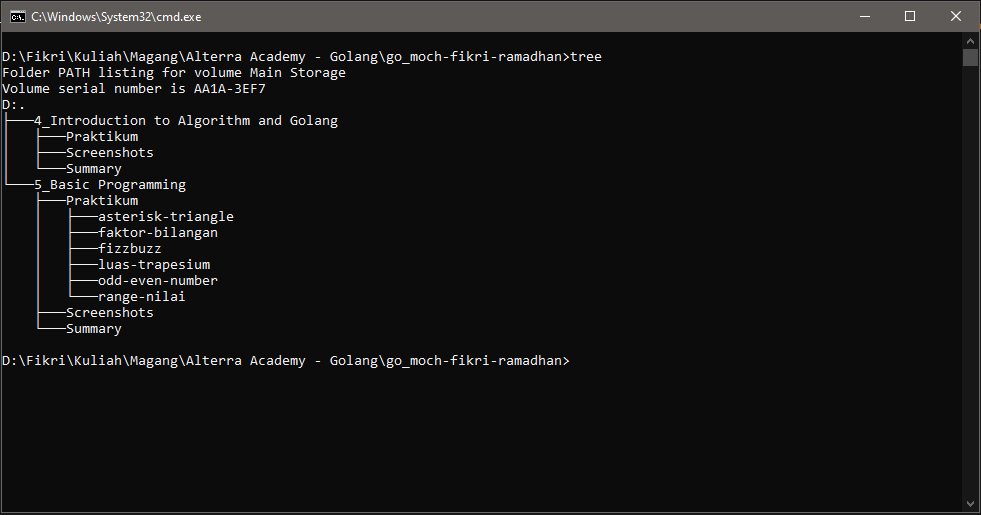 C:\Windows\System32\cmd.exe
D:\Fikri\Kuliah\Magang\Alterra Academy - Golang\go_moch-fikri-ramadhan>tree
Folder PATH listing for volume Main Storage
Volume serial number is AA1A-3EF7
D:.
├───4_Introduction to Algorithm and Golang
│   ├───Praktikum
│   ├───Screenshots
│   └───Summary
└───5_Basic Programming
    ├───Praktikum
    │   ├───asterisk-triangle
    │   ├───faktor-bilangan
    │   ├───fizzbuzz
    │   ├───luas-trapesium
    │   ├───odd-even-number
    │   └───range-nilai
    ├───Screenshots
    └───Summary
D:\Fikri\Kuliah\Magang\Alterra Academy - Golang\go_moch-fikri-ramadhan>